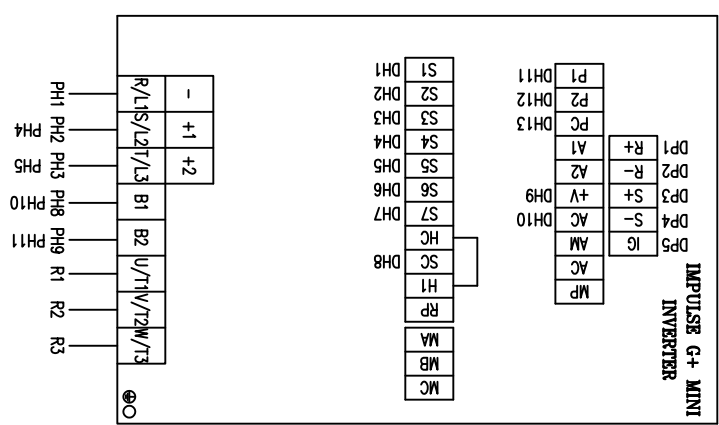 PH1 R/L1 -
PH4 PH2 S/L2 +1
PH5 PH3 T/L3 +2
PH10 PH8 B1
PH11 PH9 B2
R1 U/T1
R2 V/T2
R3 W/T3
DH1 S1
DH2 S2
DH3 S3
DH4 S4
DH5 S5
DH6 S6
DH7 S7
HC
DH8 SC
H1
RP
MA
MB
MC
DH11 P1
DH12 P2
DH13 PC
A1
A2
DH9 +V
DH10 AC
AM
AC
MP
R+ DP1
R- DP2
S+ DP3
S- DP4
IG DP5
IMPULSE G+ MINI
INVERTER